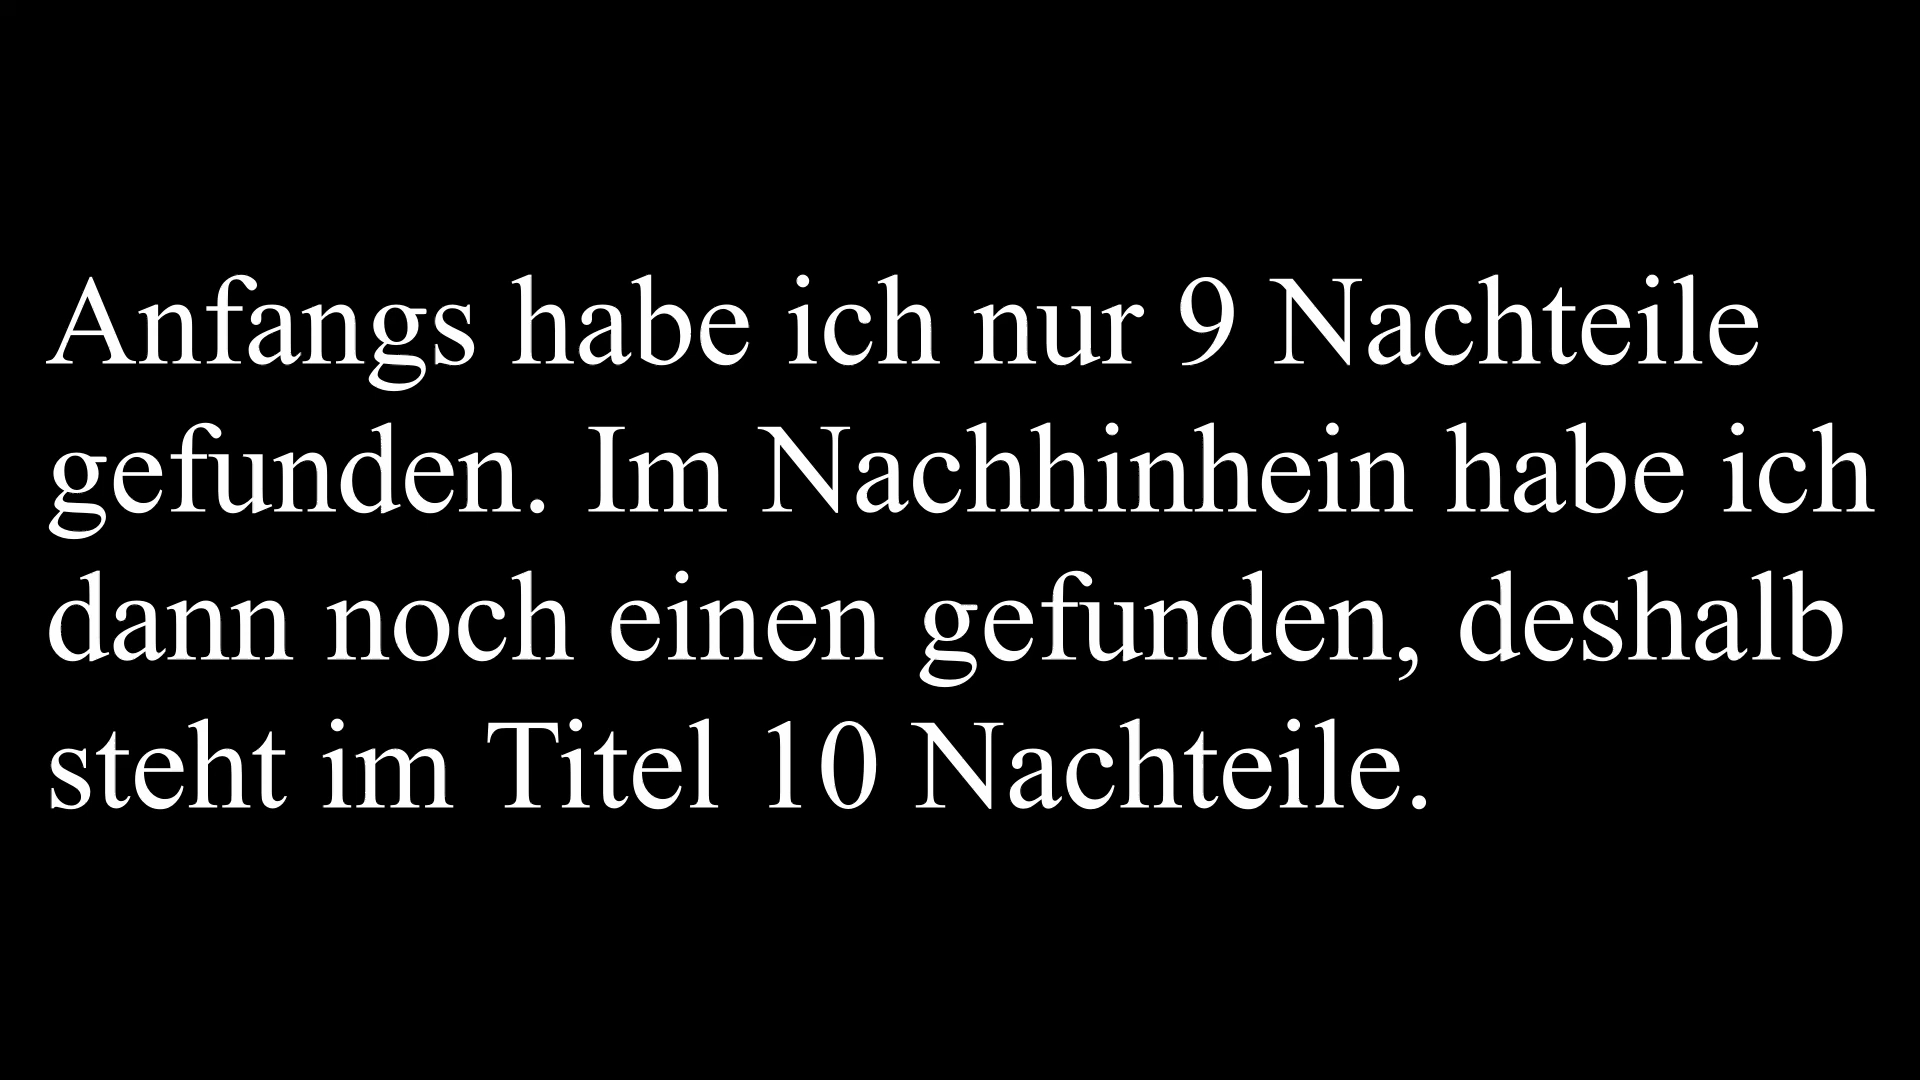 Anfangs habe ich nur 9 Nachteile
gefunden. Im Nachhinhein habe ich
dann noch einen gefunden, deshalb
steht im Titel 10 Nachteile.